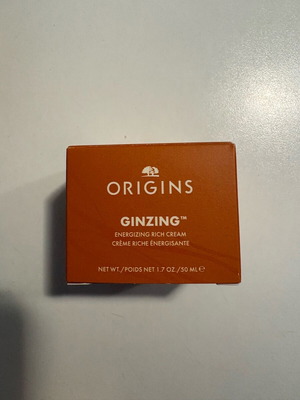 ORIGINS
GINZING™
ENERGIZING RICH CREAM
CRÈME RICHE ÉNERGISANTE
NET WT./POIDS NET 1.7 OZ./50 ML ℮